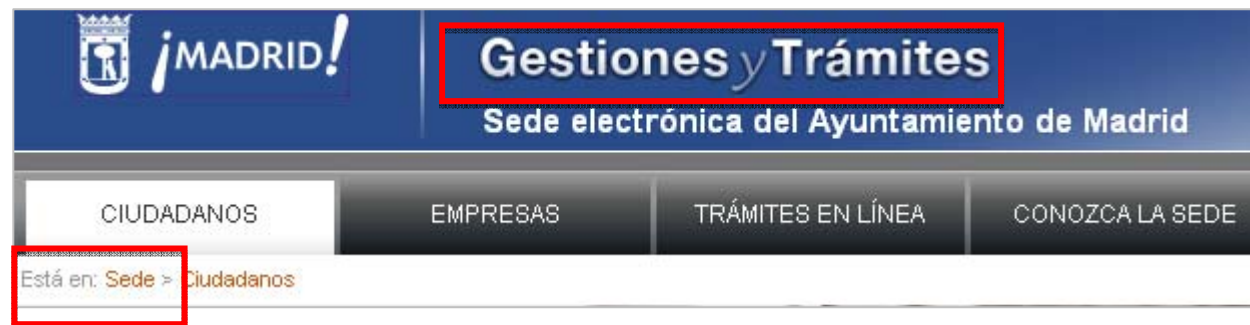 ¡MADRID!
Gestiones y Trámites
Sede electrónica del Ayuntamiento de Madrid
CIUDADANOS EMPRESAS TRÁMITES EN LÍNEA CONOZCA LA SEDE
Está en: Sede > Ciudadanos